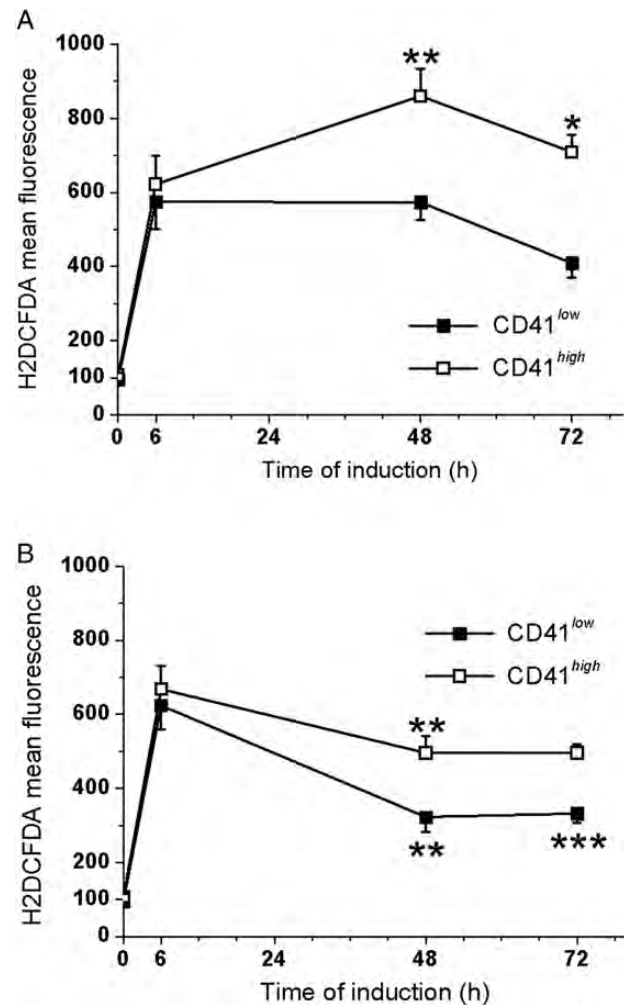 A
H2DCFDA mean fluorescence
1000
800
600
400
200
100
0
**
*
CD41low
CD41high
0 6 24 48 72
Time of induction (h)
B
H2DCFDA mean fluorescence
1000
800
600
400
200
100
0
CD41low
CD41high
**
**
***
0 6 24 48 72
Time of induction (h)